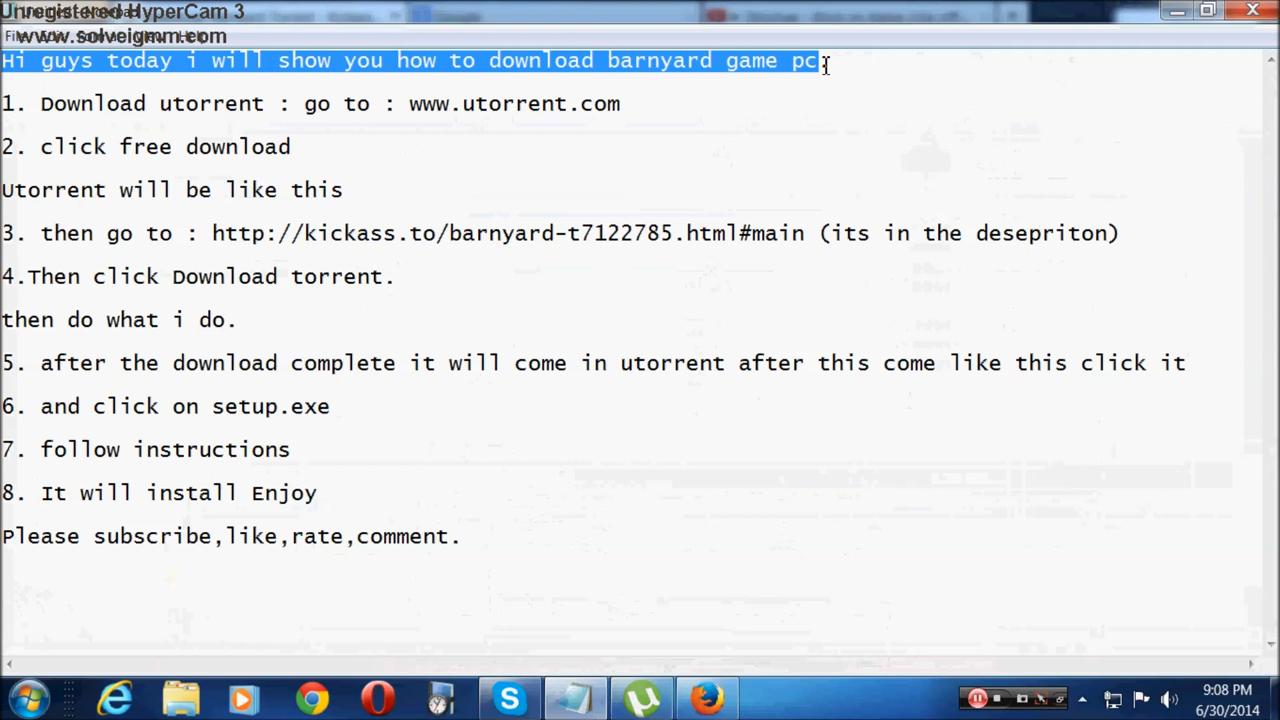 Unregistered HyperCam 3
www.solveigmm.com
Hi guys today i will show you how to download barnyard game pc.
1. Download utorrent : go to : www.utorrent.com
2. click free download
Utorrent will be like this
3. then go to : http://kickass.to/barnyard-t7122785.html#main (its in the desepriton)
4.Then click Download torrent.
then do what i do.
5. after the download complete it will come in utorrent after this come like this click it
6. and click on setup.exe
7. follow instructions
8. It will install Enjoy
Please subscribe,like,rate,comment.
9:08 PM
6/30/2014